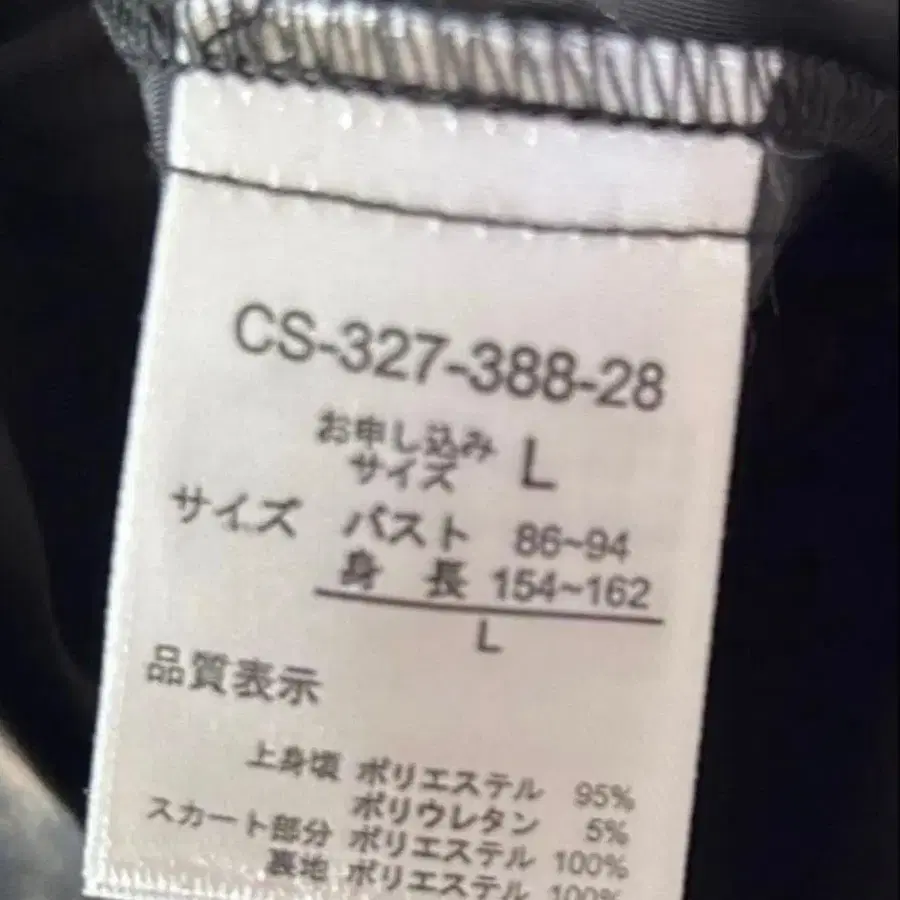 CS-327-388-28
お申し込み
サイズ L
サイズ バスト 86~94
身 長 154~162
L
品質表示
上身頃 ポリエステル 95%
ポリウレタン 5%
スカート部分 ポリエステル 100%
裏地 ポリエステル 100%